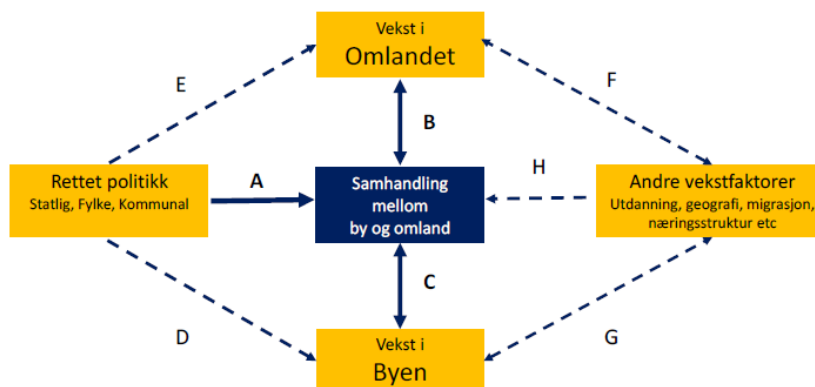 Vekst i
Omlandet
E
F
B
Rettet politikk
Statlig, Fylke, Kommunal
A
Samhandling
mellom
by og omland
H
Andre vekstfaktorer
Utdanning, geografi, migrasjon,
næringsstruktur etc
C
D
G
Vekst i
Byen